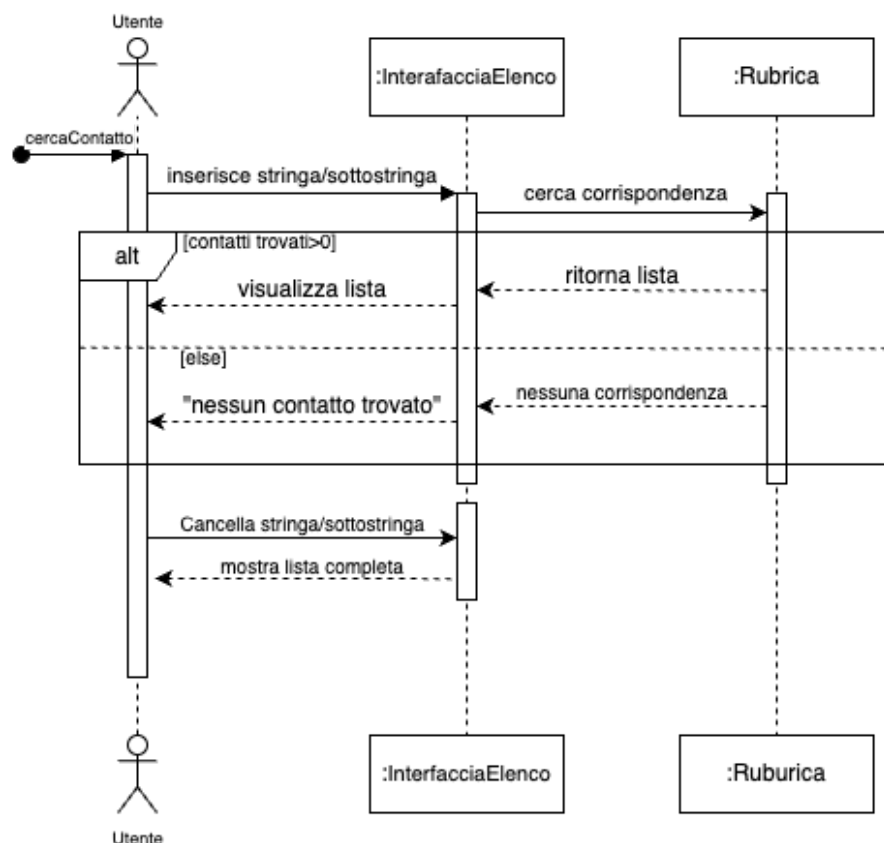 Utente
:InterafacciaElenco
:Rubrica
cercaContatto
inserisce stringa/sottostringa
cerca corrispondenza
alt
[contatti trovati>0]
ritorna lista
visualizza lista
[else]
nessuna corrispondenza
"nessun contatto trovato"
Cancella stringa/sottostringa
mostra lista completa
:InterfacciaElenco
:Ruburica
Utente